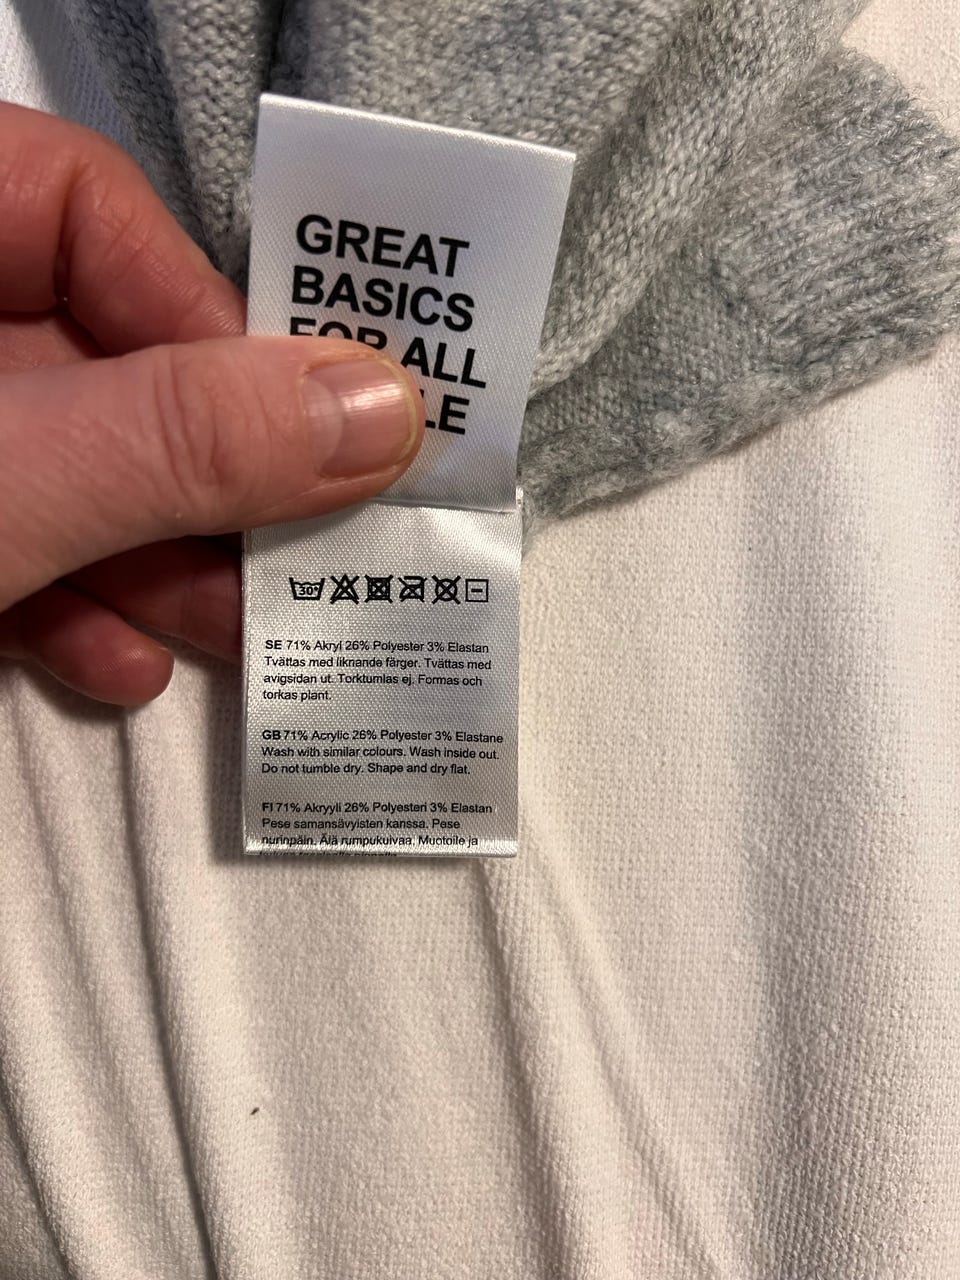 GREAT
BASICS
ALL
30°
SE 71% Akryl 26% Polyester 3% Elastan
Tvättas med liknande färger. Tvättas med
avigsidan ut. Torktumlas ej. Formas och
torkas plant.
GB 71% Acrylic 26% Polyester 3% Elastane
Wash with similar colours. Wash inside out.
Do not tumble dry. Shape and dry flat.
FI 71% Akryyli 26% Polyesteri 3% Elastan
Pese samansävyisten kanssa. Pese
nurinpäin. Älä rumpukuivaa. Muotoile ja